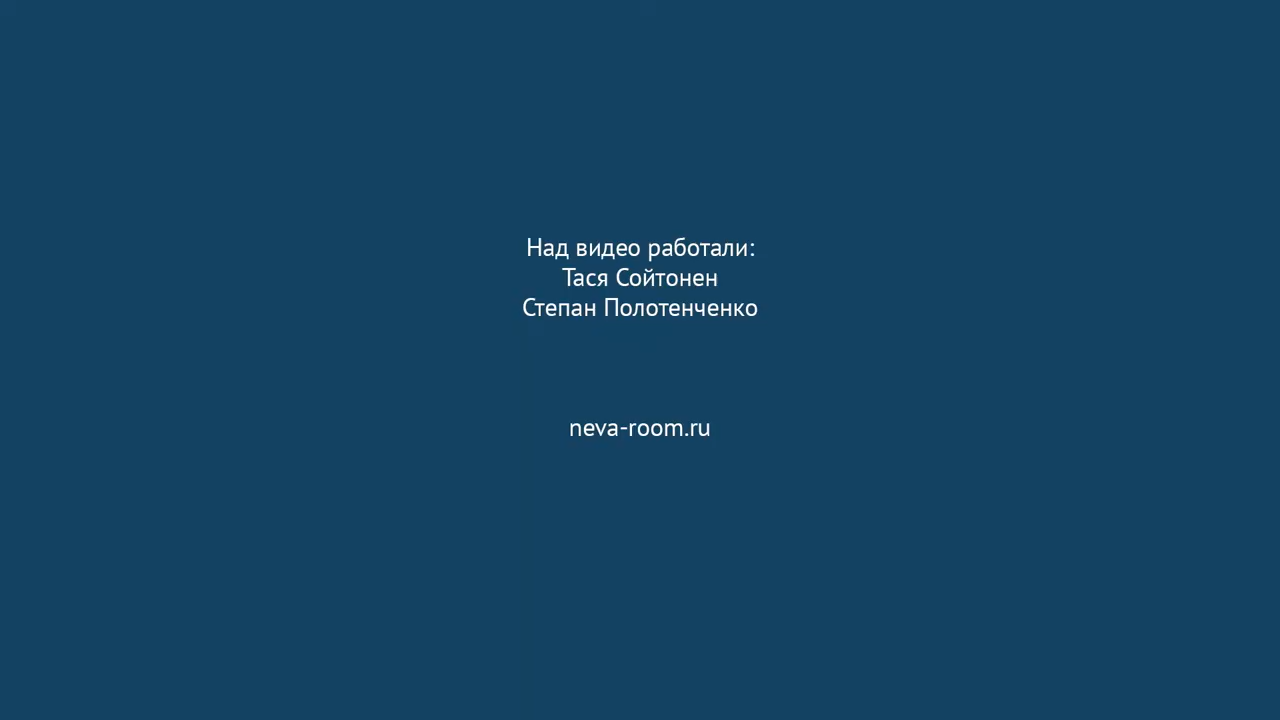 Над видео работали:
Тася Сойтонен
Степан Полотенченко
neva-room.ru